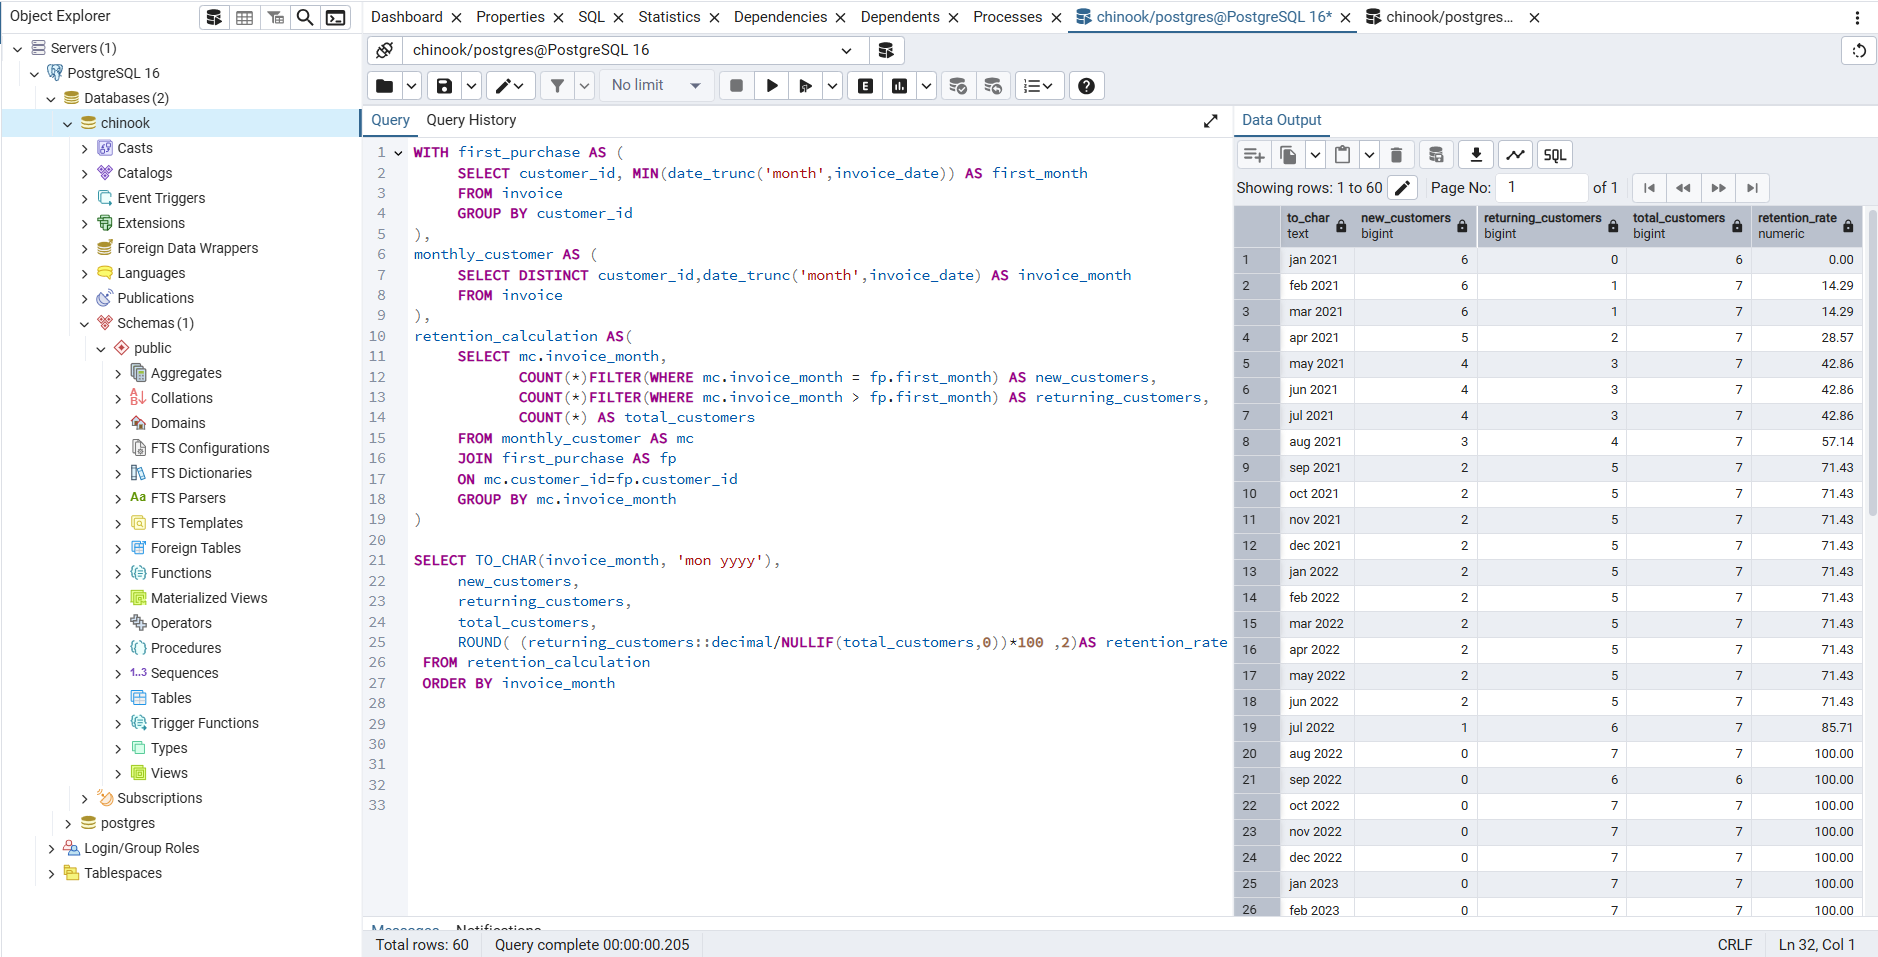 Object Explorer
Dashboard Properties SQL Statistics Dependencies Dependents Processes chinook/postgres@PostgreSQL 16* chinook/postgres...
Servers (1)
PostgreSQL 16
Databases (2)
chinook
Casts
Catalogs
Event Triggers
Extensions
Foreign Data Wrappers
Languages
Publications
Schemas (1)
public
Aggregates
Collations
Domains
FTS Configurations
FTS Dictionaries
Aa FTS Parsers
FTS Templates
Foreign Tables
Functions
Materialized Views
Operators
Procedures
1..3 Sequences
Tables
Trigger Functions
Types
Views
Subscriptions
postgres
Login/Group Roles
Tablespaces
chinook/postgres@PostgreSQL 16
No limit
E
Query Query History
1 WITH first_purchase AS (
2 SELECT customer_id, MIN(date_trunc('month',invoice_date)) AS first_month
3 FROM invoice
4 GROUP BY customer_id
5 ),
6 monthly_customer AS (
7 SELECT DISTINCT customer_id,date_trunc('month',invoice_date) AS invoice_month
8 FROM invoice
9 ),
10 retention_calculation AS(
11 SELECT mc.invoice_month,
12 COUNT(*)FILTER(WHERE mc.invoice_month = fp.first_month) AS new_customers,
13 COUNT(*)FILTER(WHERE mc.invoice_month > fp.first_month) AS returning_customers,
14 COUNT(*) AS total_customers
15 FROM monthly_customer AS mc
16 JOIN first_purchase AS fp
17 ON mc.customer_id=fp.customer_id
18 GROUP BY mc.invoice_month
19 )
20
21 SELECT TO_CHAR(invoice_month, 'mon yyyy'),
22 new_customers,
23 returning_customers,
24 total_customers,
25 ROUND( (returning_customers::decimal/NULLIF(total_customers,0))*100 ,2)AS retention_rate
26 FROM retention_calculation
27 ORDER BY invoice_month
28
29
30
31
32
33
Data Output
SQL
Showing rows: 1 to 60 Page No: 1 of 1
to_char new_customers returning_customers total_customers retention_rate
text bigint bigint bigint numeric
1 jan 2021 6 0 6 0.00
2 feb 2021 6 1 7 14.29
3 mar 2021 6 1 7 14.29
4 apr 2021 5 2 7 28.57
5 may 2021 4 3 7 42.86
6 jun 2021 4 3 7 42.86
7 jul 2021 4 3 7 42.86
8 aug 2021 3 4 7 57.14
9 sep 2021 2 5 7 71.43
10 oct 2021 2 5 7 71.43
11 nov 2021 2 5 7 71.43
12 dec 2021 2 5 7 71.43
13 jan 2022 2 5 7 71.43
14 feb 2022 2 5 7 71.43
15 mar 2022 2 5 7 71.43
16 apr 2022 2 5 7 71.43
17 may 2022 2 5 7 71.43
18 jun 2022 2 5 7 71.43
19 jul 2022 1 6 7 85.71
20 aug 2022 0 7 7 100.00
21 sep 2022 0 6 6 100.00
22 oct 2022 0 7 7 100.00
23 nov 2022 0 7 7 100.00
24 dec 2022 0 7 7 100.00
25 jan 2023 0 7 7 100.00
26 feb 2023 0 7 7 100.00
Messages Notifications
Total rows: 60 Query complete 00:00:00.205 CRLF Ln 32, Col 1